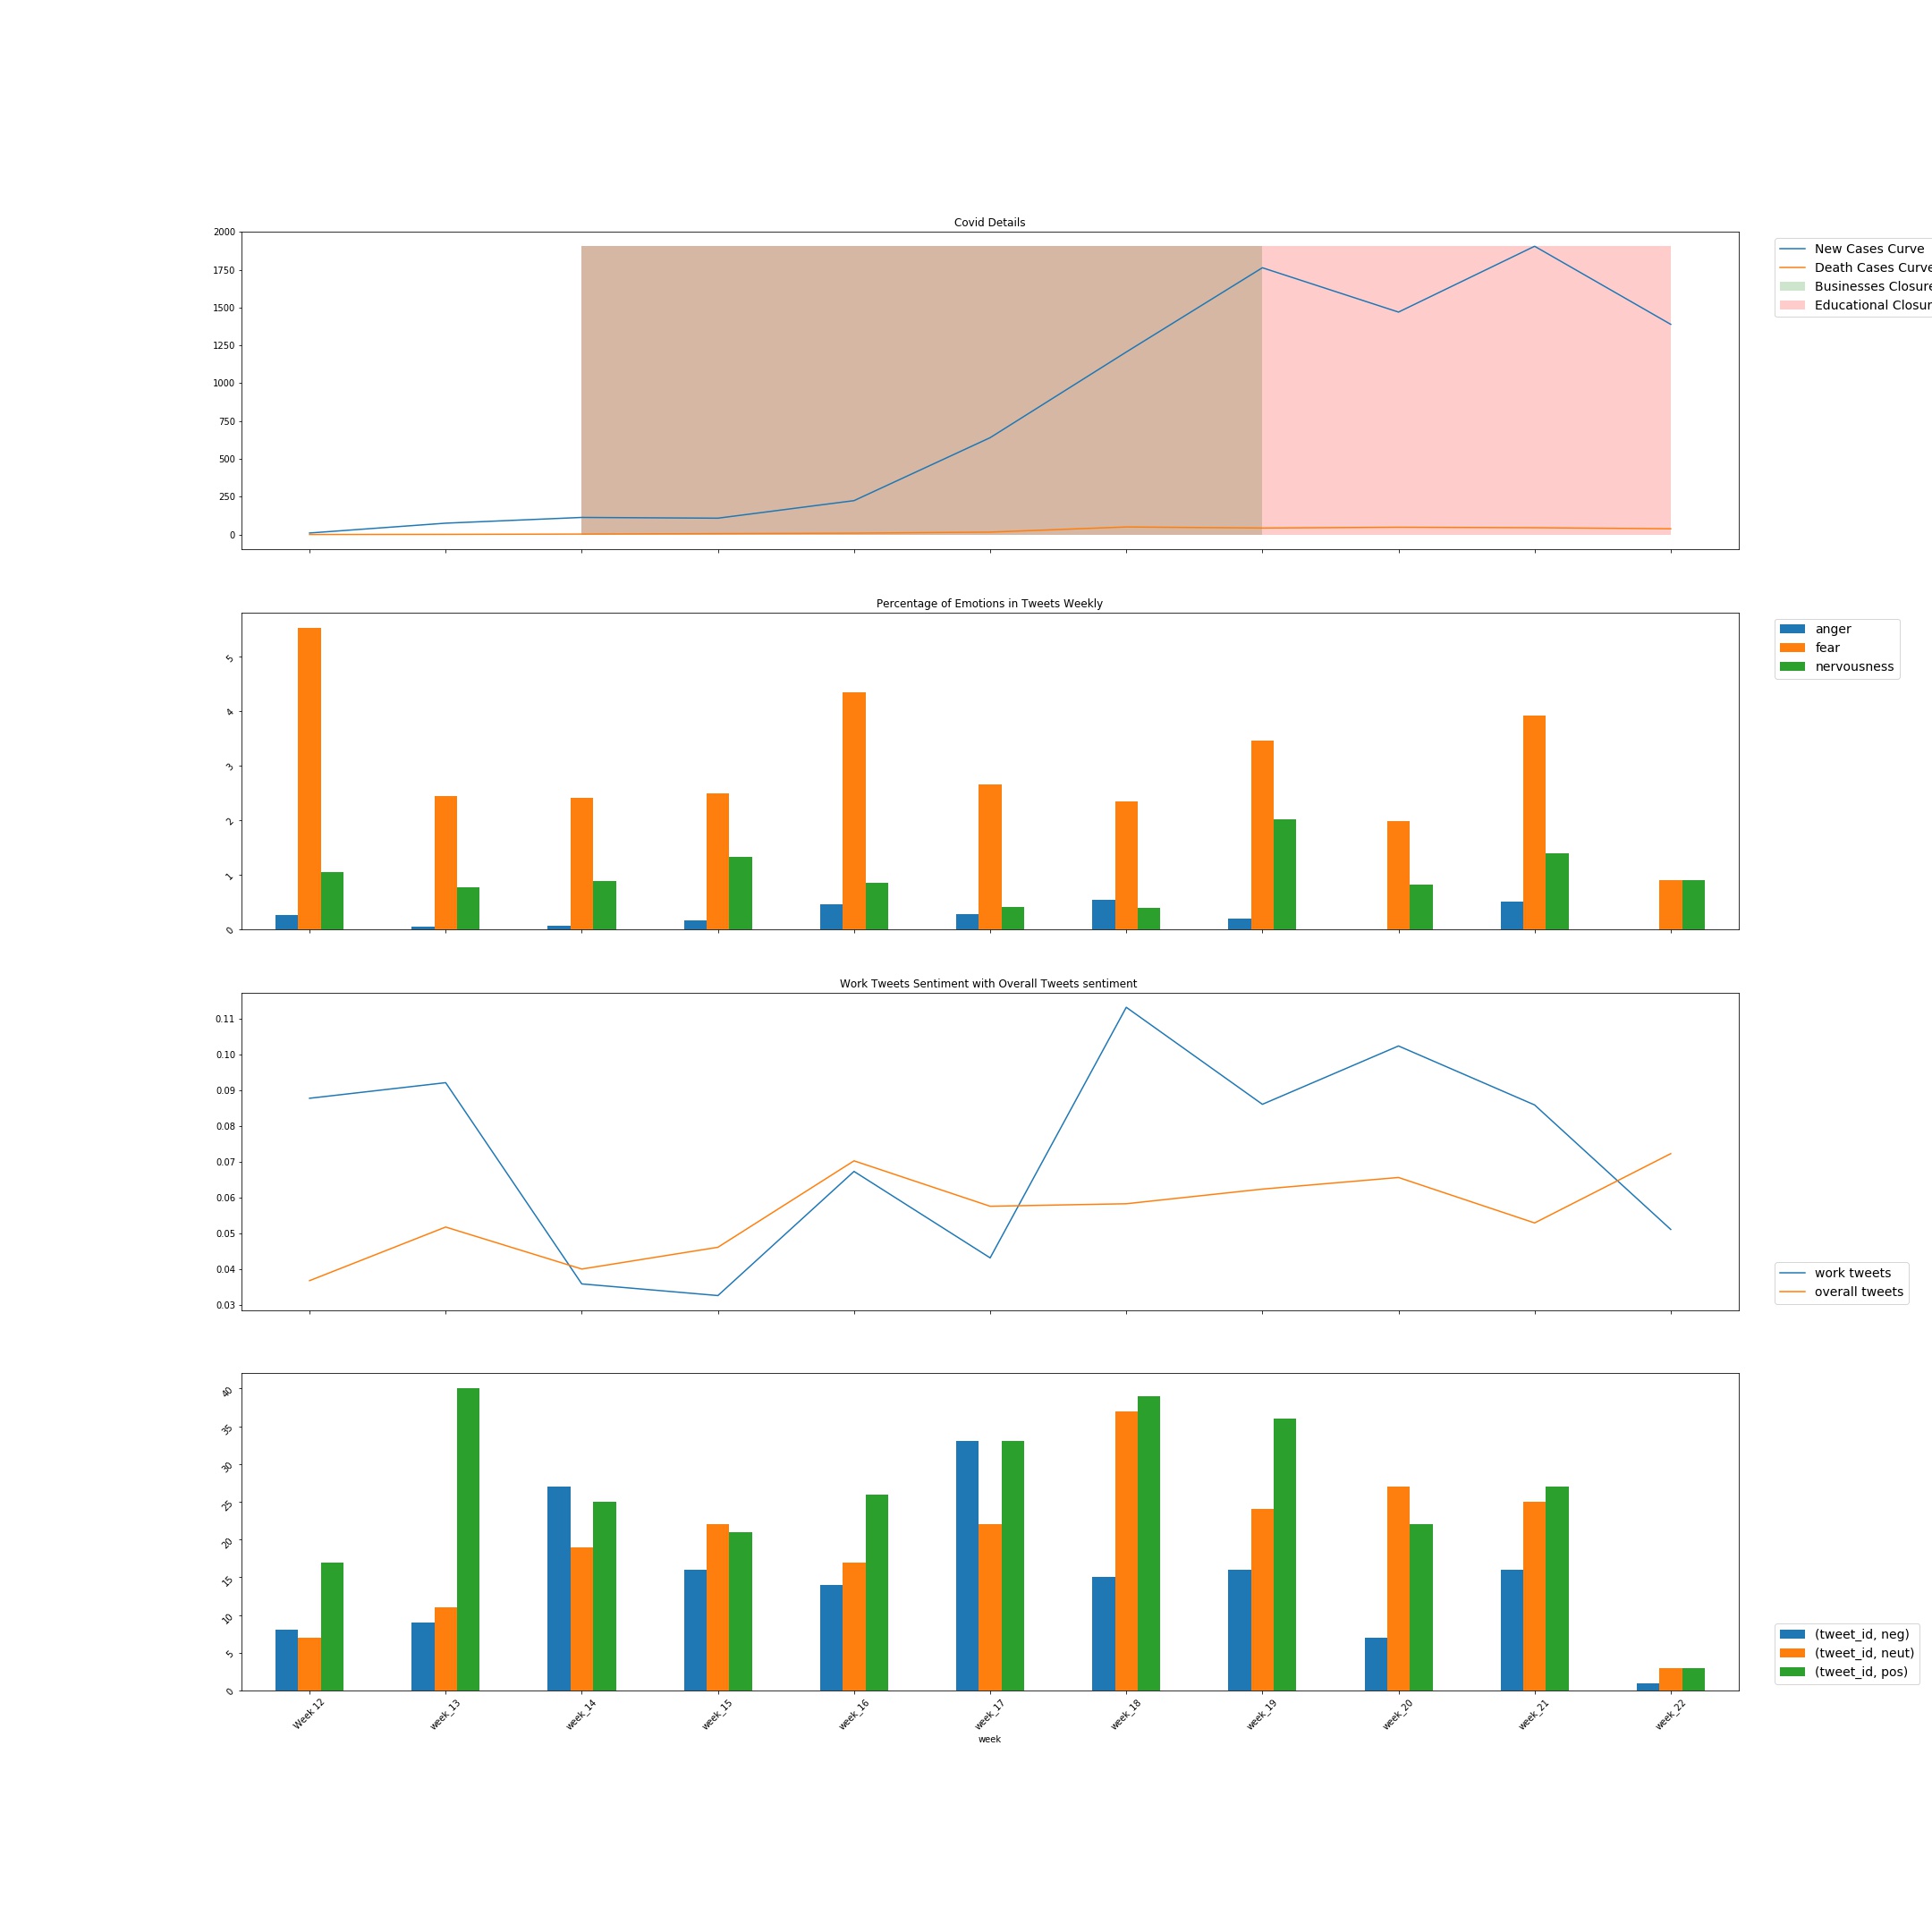 Covid Details
2000
1750
1500
1250
1000
750
500
250
0
New Cases Curve
Death Cases Curve
Businesses Closure
Educational Closur
Percentage of Emotions in Tweets Weekly
5
4
3
2
1
0
anger
fear
nervousness
Work Tweets Sentiment with Overall Tweets sentiment
0.11
0.10
0.09
0.08
0.07
0.06
0.05
0.04
0.03
work tweets
overall tweets
40
35
30
25
20
15
10
5
0
(tweet_id, neg)
(tweet_id, neut)
(tweet_id, pos)
Week 12
week_13
week_14
week_15
week_16
week_17
week_18
week_19
week_20
week_21
week_22
week